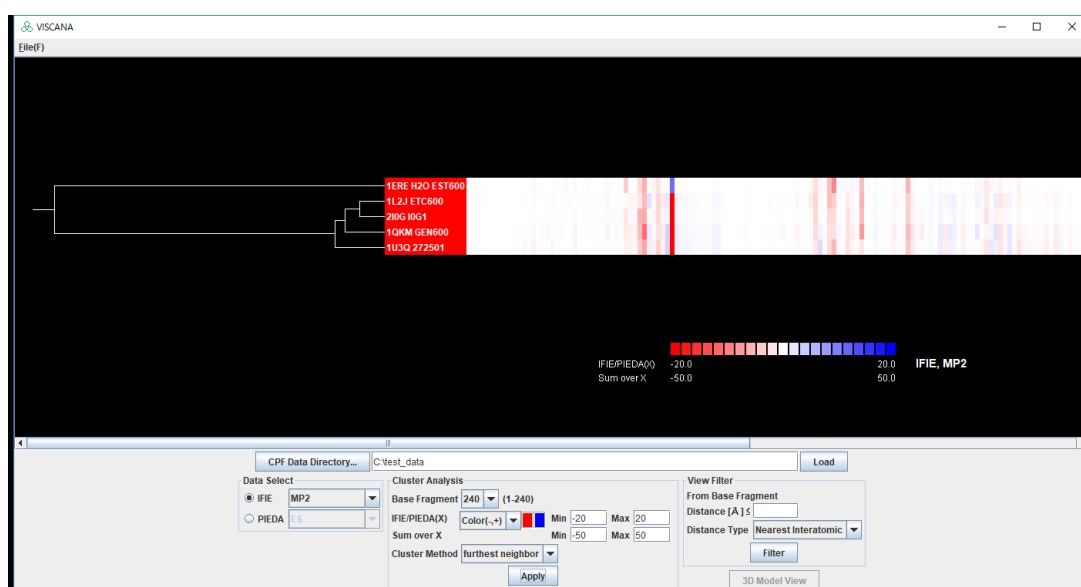 VISCANA
File(F)
1ERE H2O EST600
1L2J ETC600
2I0G I0G1
1QKM GEN600
1U3Q 272501
IFIE/PIEDA(X) -20.0 20.0 IFIE, MP2
Sum over X -50.0 50.0
CPF Data Directory... C:\test_data Load
Data Select Cluster Analysis View Filter
IFIE MP2 Base Fragment 240 (1-240) From Base Fragment
PIEDA ES IFIE/PIEDA(X) Color(-,+) Min -20 Max 20 Distance [Å] ≤
Sum over X Min -50 Max 50 Distance Type Nearest Interatomic
Cluster Method furthest neighbor Filter
Apply 3D Model View